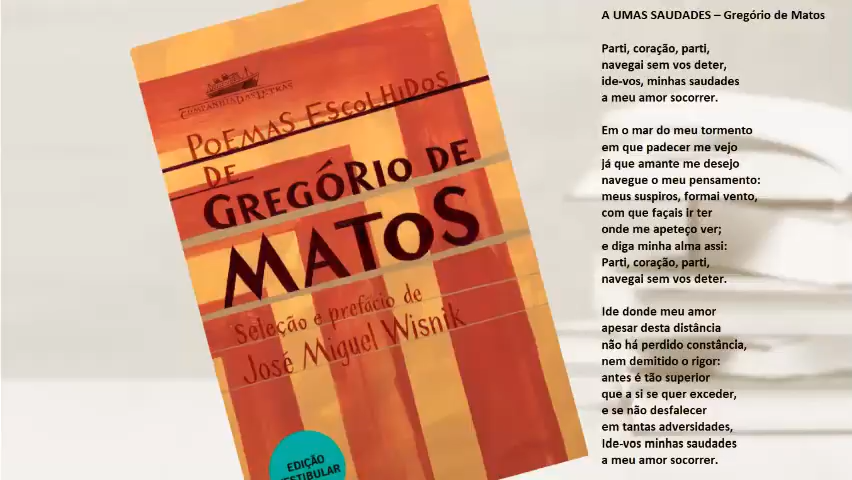 COMPANHIA DAS LETRAS
POEMAS ESCOLHIDOS
DE
GREGÓRIO DE
MATOS
Seleção e prefácio de
José Miguel Wisnik
EDIÇÃO
VESTIBULAR
A UMAS SAUDADES – Gregório de Matos
Parti, coração, parti,
navegai sem vos deter,
ide-vos, minhas saudades
a meu amor socorrer.
Em o mar do meu tormento
em que padecer me vejo
já que amante me desejo
navegue o meu pensamento:
meus suspiros, formai vento,
com que façais ir ter
onde me apeteço ver;
e diga minha alma assi:
Parti, coração, parti,
navegai sem vos deter.
Ide donde meu amor
apesar desta distância
não há perdido constância,
nem demitido o rigor:
antes é tão superior
que a si se quer exceder,
e se não desfalecer
em tantas adversidades,
Ide-vos minhas saudades
a meu amor socorrer.